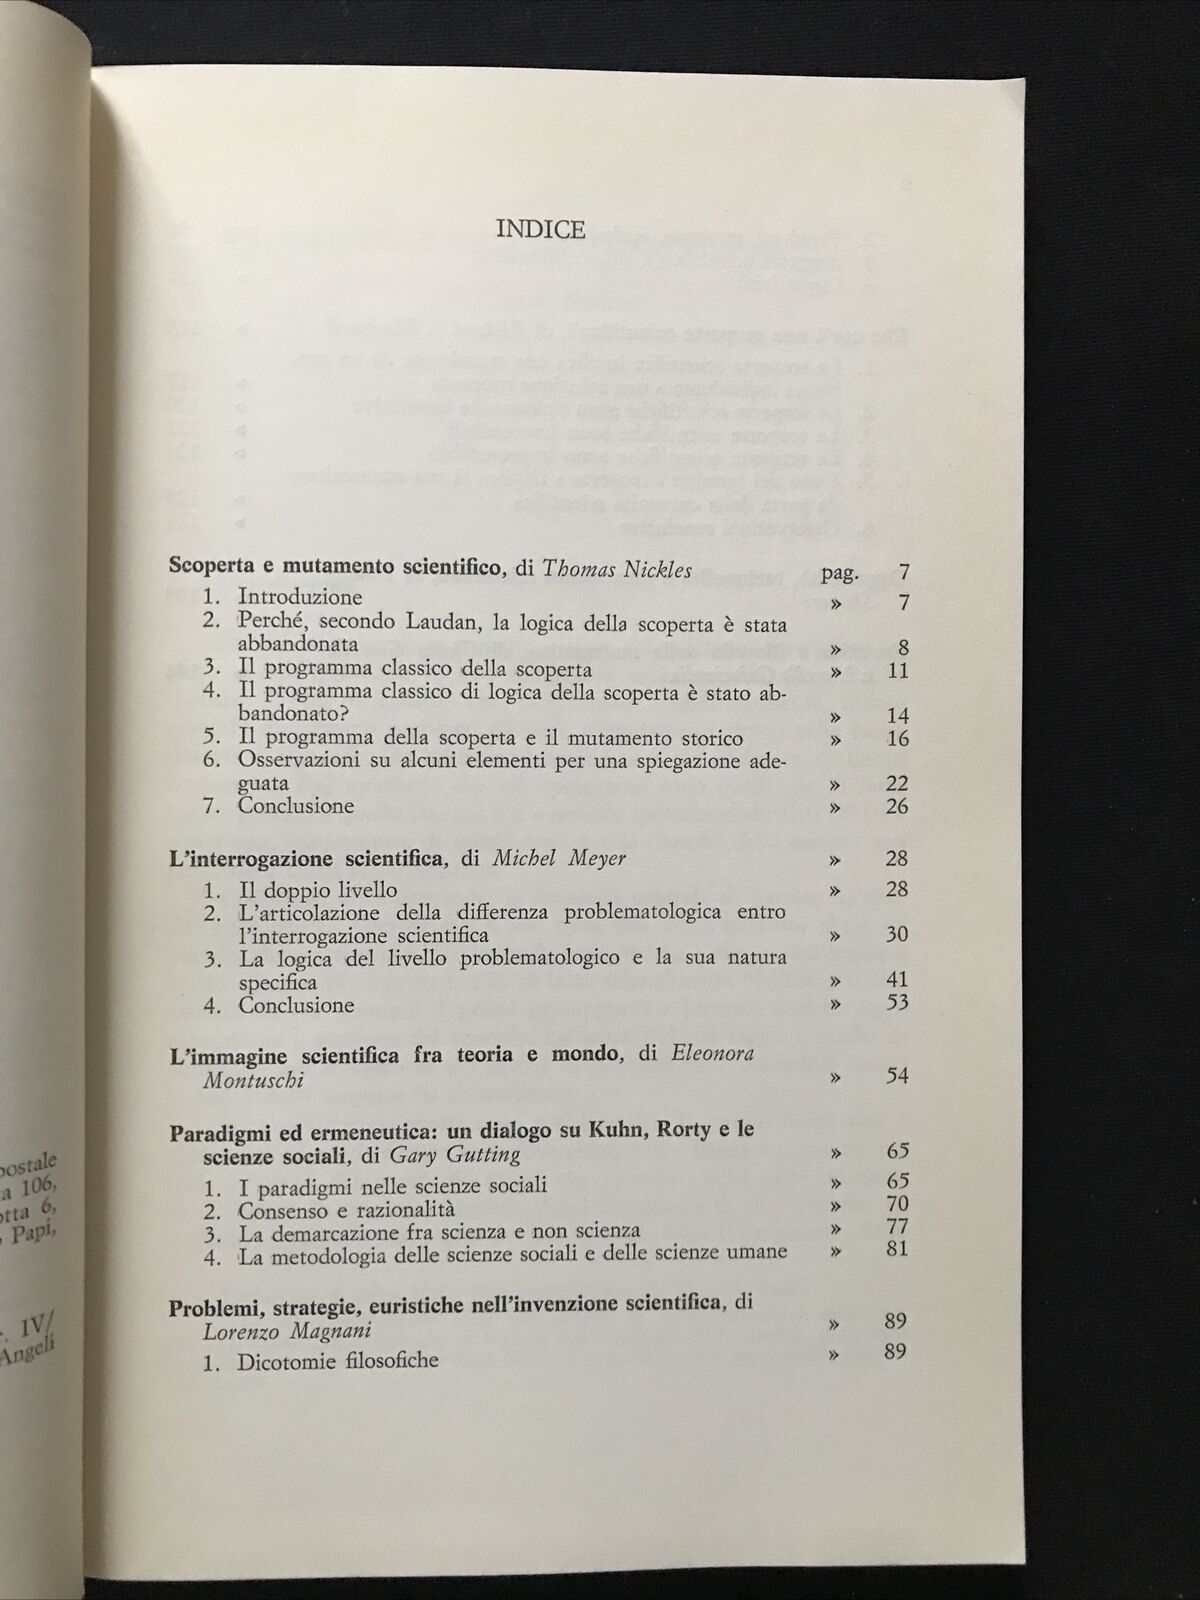 INDICE
Scoperta e mutamento scientifico, di Thomas Nickles pag. 7
1. Introduzione » 7
2. Perché, secondo Laudan, la logica della scoperta è stata
abbandonata » 8
3. Il programma classico della scoperta » 11
4. Il programma classico di logica della scoperta è stato ab-
bandonato? » 14
5. Il programma della scoperta e il mutamento storico » 16
6. Osservazioni su alcuni elementi per una spiegazione ade-
guata » 22
7. Conclusione » 26
L'interrogazione scientifica, di Michel Meyer » 28
1. Il doppio livello » 28
2. L'articolazione della differenza problematologica entro
l'interrogazione scientifica » 30
3. La logica del livello problematologico e la sua natura
specifica » 41
4. Conclusione » 53
L'immagine scientifica fra teoria e mondo, di Eleonora
Montuschi » 54
Paradigmi ed ermeneutica: un dialogo su Kuhn, Rorty e le
scienze sociali, di Gary Gutting » 65
1. I paradigmi nelle scienze sociali » 65
2. Consenso e razionalità » 70
3. La demarcazione fra scienza e non scienza » 77
4. La metodologia delle scienze sociali e delle scienze umane » 81
Problemi, strategie, euristiche nell'invenzione scientifica, di
Lorenzo Magnani » 89
1. Dicotomie filosofiche » 89
postale
a 106,
otta 6,
, Papi,
. IV/
Angeli